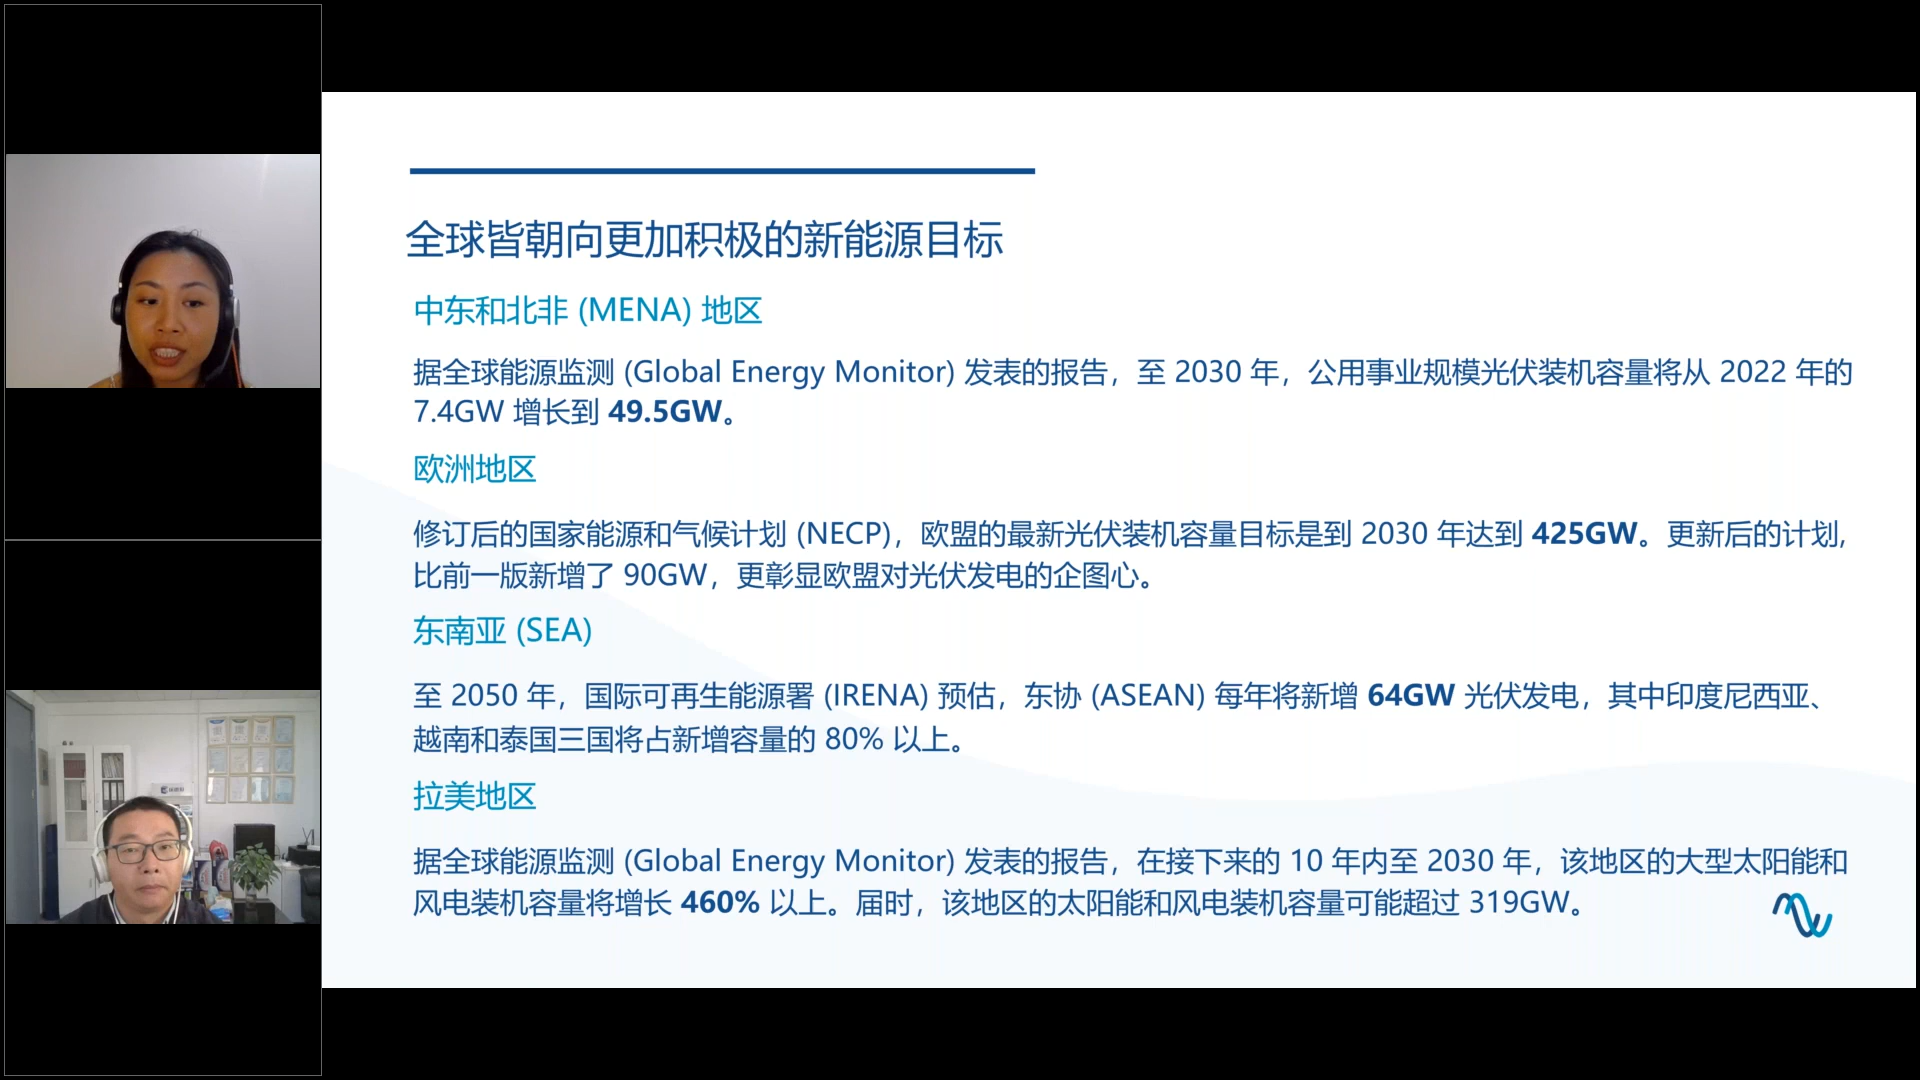 全球皆朝向更加积极的新能源目标
中东和北非 (MENA) 地区
据全球能源监测 (Global Energy Monitor) 发表的报告，至 2030 年，公用事业规模光伏装机容量将从 2022 年的
7.4GW 增长到 49.5GW。
欧洲地区
修订后的国家能源和气候计划 (NECP)，欧盟的最新光伏装机容量目标是到 2030 年达到 425GW。更新后的计划,
比前一版新增了 90GW，更彰显欧盟对光伏发电的企图心。
东南亚 (SEA)
至 2050 年，国际可再生能源署 (IRENA) 预估，东协 (ASEAN) 每年将新增 64GW 光伏发电，其中印度尼西亚、
越南和泰国三国将占新增容量的 80% 以上。
拉美地区
据全球能源监测 (Global Energy Monitor) 发表的报告，在接下来的 10 年内至 2030 年，该地区的大型太阳能和
风电装机容量将增长 460% 以上。届时，该地区的太阳能和风电装机容量可能超过 319GW。